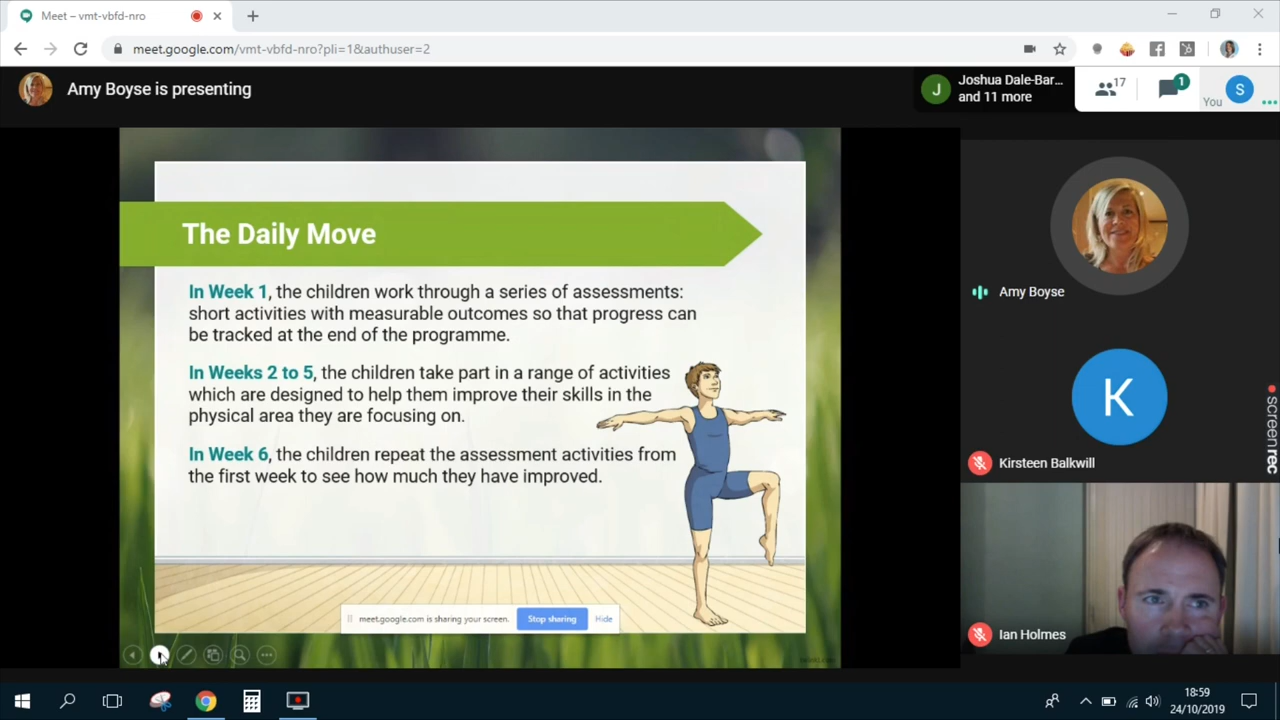 Meet – vmt-vbfd-nro
meet.google.com/vmt-vbfd-nro?pli=1&authuser=2
Amy Boyse is presenting
Joshua Dale-Bar...
and 11 more
J
17
1
You
S
The Daily Move
In Week 1, the children work through a series of assessments:
short activities with measurable outcomes so that progress can
be tracked at the end of the programme.
In Weeks 2 to 5, the children take part in a range of activities
which are designed to help them improve their skills in the
physical area they are focusing on.
In Week 6, the children repeat the assessment activities from
the first week to see how much they have improved.
meet.google.com is sharing your screen.
Stop sharing
Hide
Amy Boyse
K
Kirsteen Balkwill
Ian Holmes
screenrec
18:59
24/10/2019